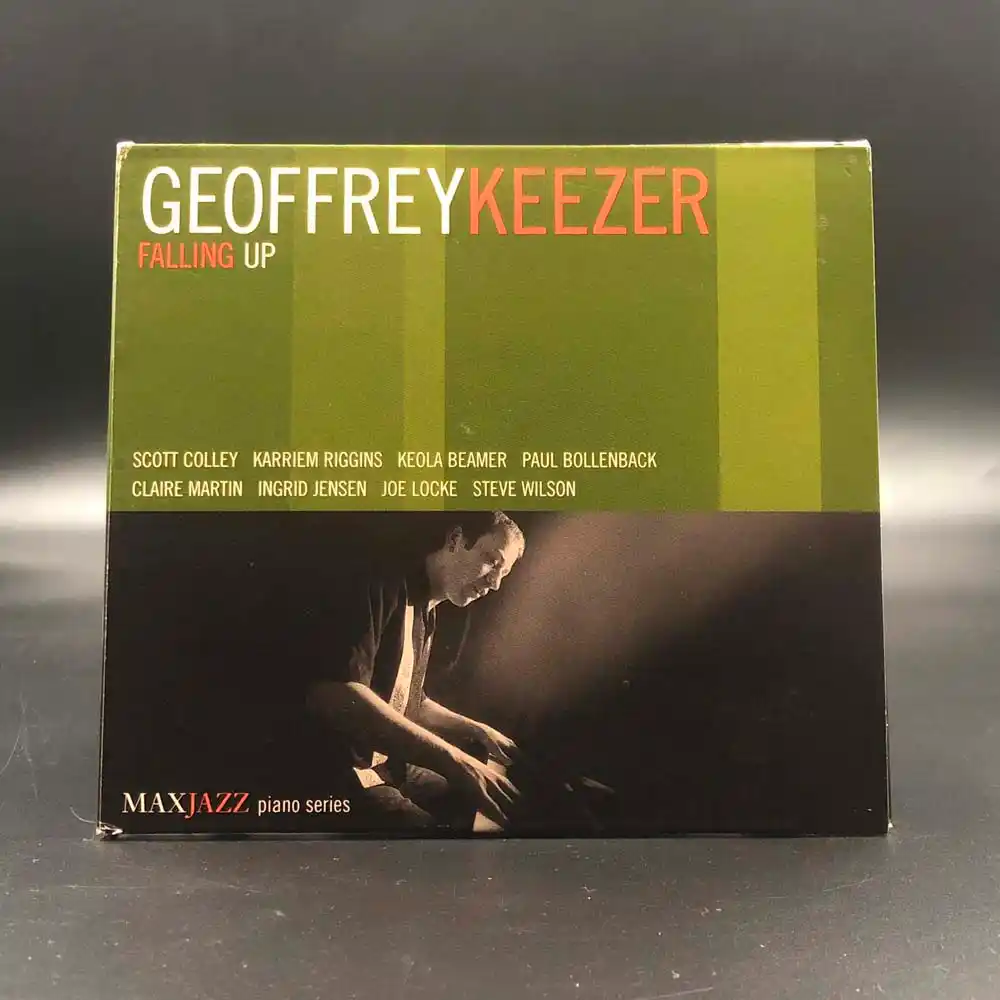 GEOFFREYKEEZER
FALLING UP
SCOTT COLLEY KARRIEM RIGGINS KEOLA BEAMER PAUL BOLLENBACK
CLAIRE MARTIN INGRID JENSEN JOE LOCKE STEVE WILSON
MAXJAZZ piano series